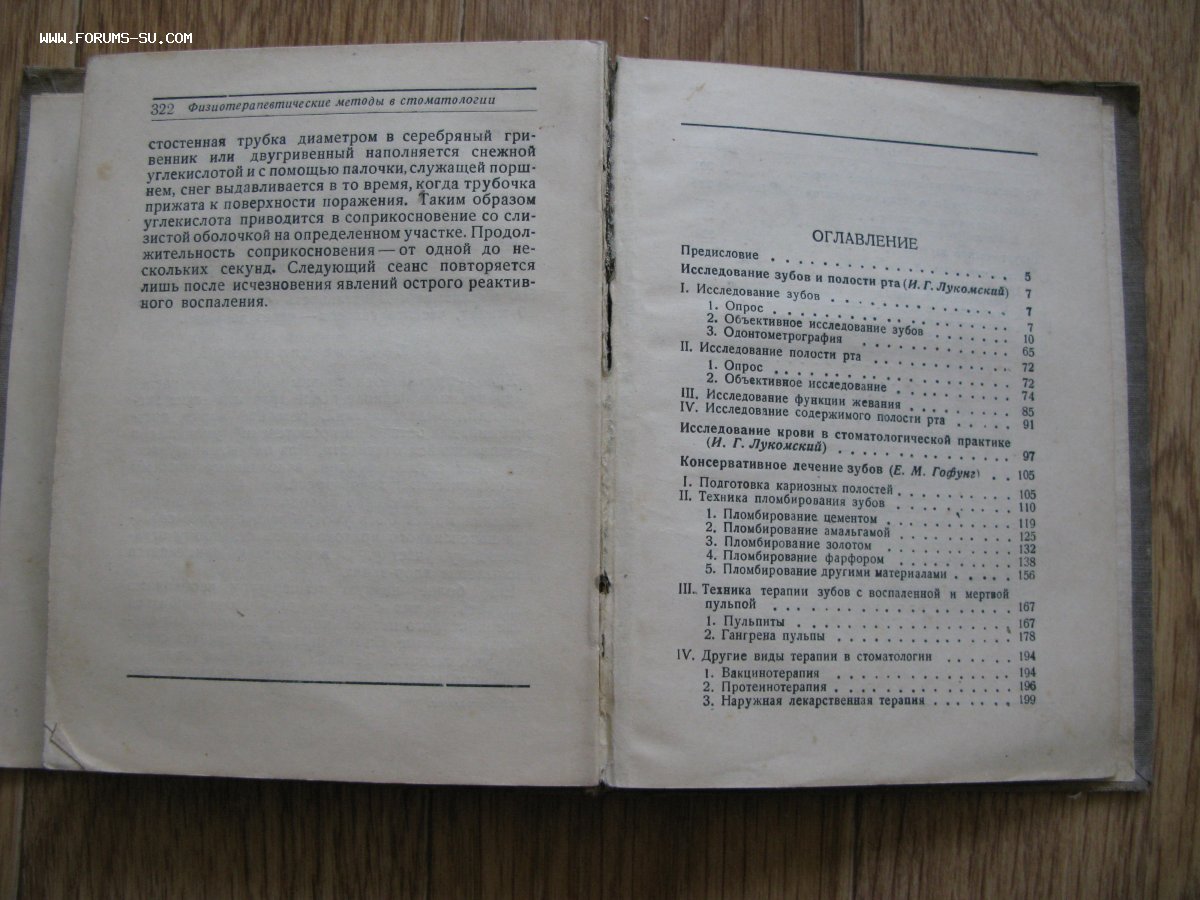 www.FORUMS-SU.COM
322 Физиотерапевтические методы в стоматологии
стостенная трубка диаметром в серебряный гри-
венник или двугривенный наполняется снежной
углекислотой и с помощью палочки, служащей порш-
нем, снег выдавливается в то время, когда трубочка
прижата к поверхности поражения. Таким образом
углекислота приводится в соприкосновение со сли-
зистой оболочкой на определенном участке. Продол-
жительность соприкосновения — от одной до не-
скольких секунд. Следующий сеанс повторяется
лишь после исчезновения явлений острого реактив-
ного воспаления.
ОГЛАВЛЕНИЕ
Предисловие . . . . . . . . . . . . . . . . . . . 5
Исследование зубов и полости рта (И. Г. Лукомский) 7
I. Исследование зубов . . . . . . . . . . . . . . . 7
1. Опрос . . . . . . . . . . . . . . . . . . . 7
2. Объективное исследование зубов . . . . . . . 10
3. Одонтометрография . . . . . . . . . . . . . 65
II. Исследование полости рта . . . . . . . . . . . . 72
1. Опрос . . . . . . . . . . . . . . . . . . . 72
2. Объективное исследование . . . . . . . . . . 74
III. Исследование функции жевания . . . . . . . . . 85
IV. Исследование содержимого полости рта . . . . . 91
Исследование крови в стоматологической практике
(И. Г. Лукомский) . . . . . . . . . . . . . . . 97
Консервативное лечение зубов (Е. М. Гофунг) . . 105
I. Подготовка кариозных полостей . . . . . . . . . . 105
II. Техника пломбирования зубов . . . . . . . . . . 110
1. Пломбирование цементом . . . . . . . . . . . 119
2. Пломбирование амальгамой . . . . . . . . . . 125
3. Пломбирование золотом . . . . . . . . . . . 132
4. Пломбирование фарфором . . . . . . . . . . 138
5. Пломбирование другими материалами . . . . . 156
III. Техника терапии зубов с воспаленной и мертвой
пульпой . . . . . . . . . . . . . . . . . . . 167
1. Пульпиты . . . . . . . . . . . . . . . . . 167
2. Гангрена пульпы . . . . . . . . . . . . . . 178
IV. Другие виды терапии в стоматологии . . . . . . 194
1. Вакцинотерапия . . . . . . . . . . . . . . 194
2. Протеинотерапия . . . . . . . . . . . . . . 196
3. Наружная лекарственная терапия . . . . . . . 199